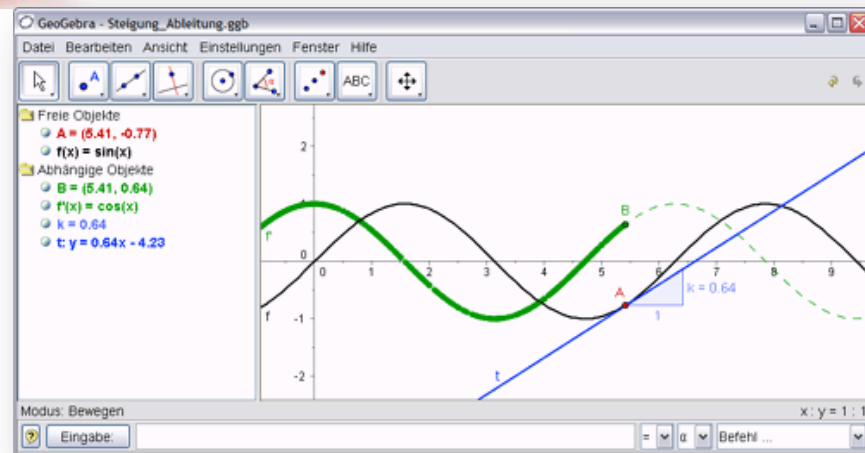 GeoGebra - Steigung_Ableitung.ggb
Datei Bearbeiten Ansicht Einstellungen Fenster Hilfe
A ABC
Freie Objekte
A = (5.41, -0.77)
f(x) = sin(x)
Abhängige Objekte
B = (5.41, 0.64)
f'(x) = cos(x)
k = 0.64
t: y = 0.64x - 4.23
2
1
0
-1
-2
0 1 2 3 4 5 6 7 8 9
f'
f
B
A
k = 0.64
1
t
Modus: Bewegen
x : y = 1 : 1
Eingabe:
= α Befehl ...